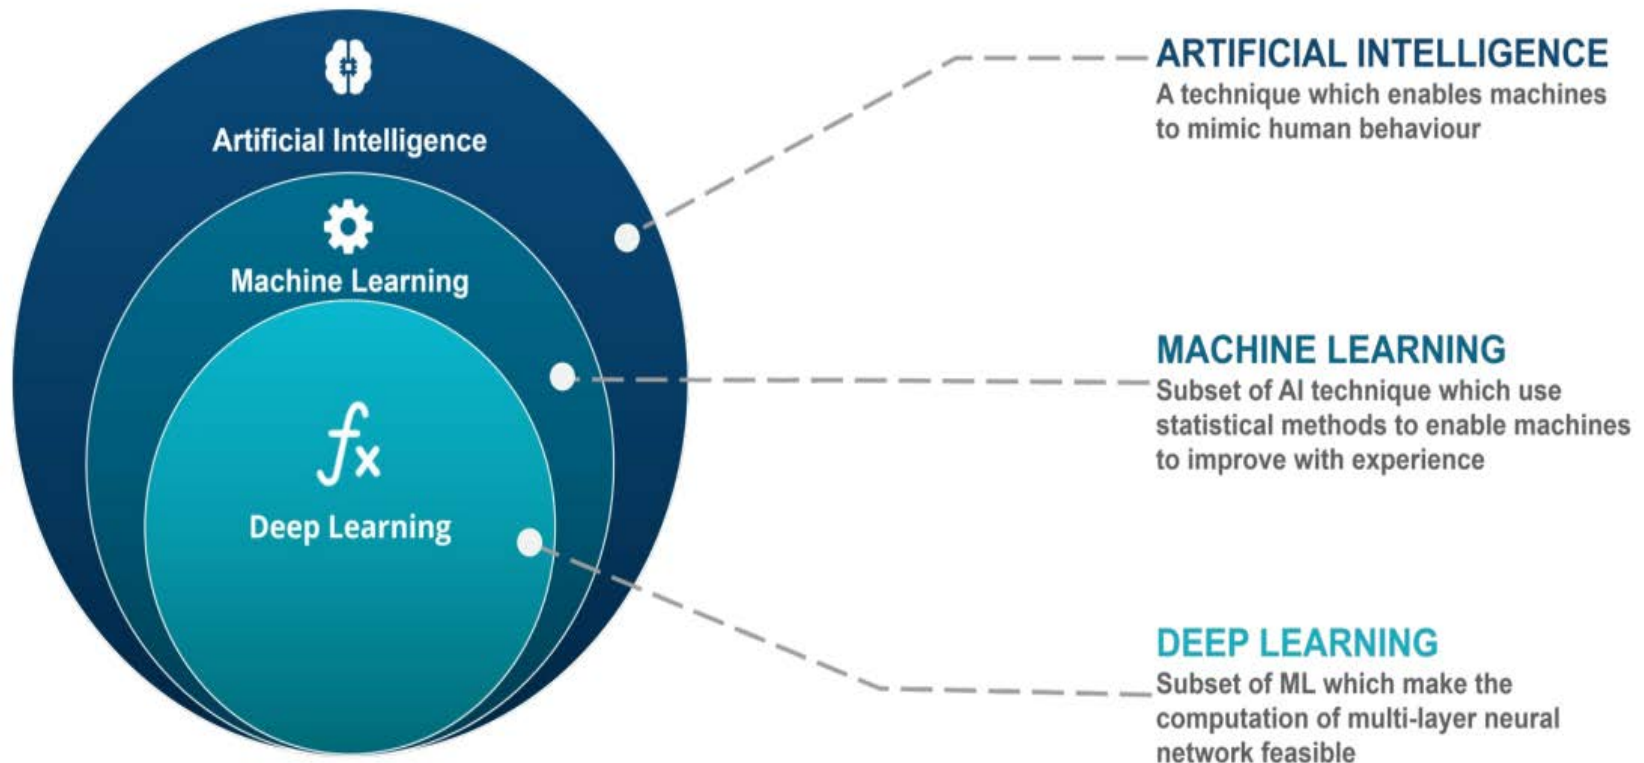 Artificial Intelligence
Machine Learning
fx
Deep Learning
ARTIFICIAL INTELLIGENCE
A technique which enables machines
to mimic human behaviour
MACHINE LEARNING
Subset of AI technique which use
statistical methods to enable machines
to improve with experience
DEEP LEARNING
Subset of ML which make the
computation of multi-layer neural
network feasible